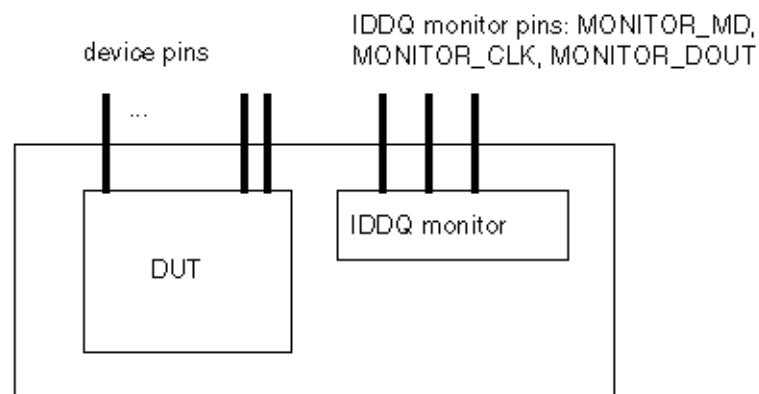 IDDQ monitor pins: MONITOR_MD,
device pins
MONITOR_CLK, MONITOR_DOUT
...
IDDQ monitor
DUT